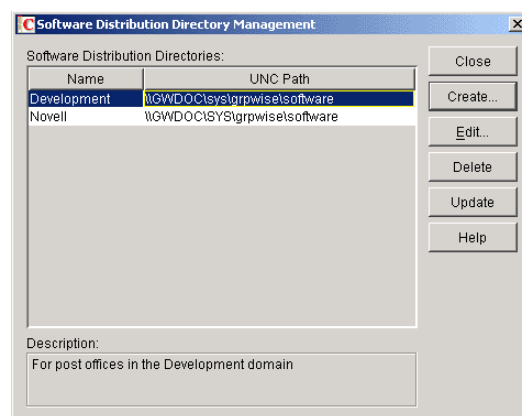 Software Distribution Directory Management
Software Distribution Directories:
Name UNC Path
Development \\GWDOC\sys\grpwise\software
Novell \\GWDOC\SYS\grpwise\software
Close
Create...
Edit...
Delete
Update
Help
Description:
For post offices in the Development domain